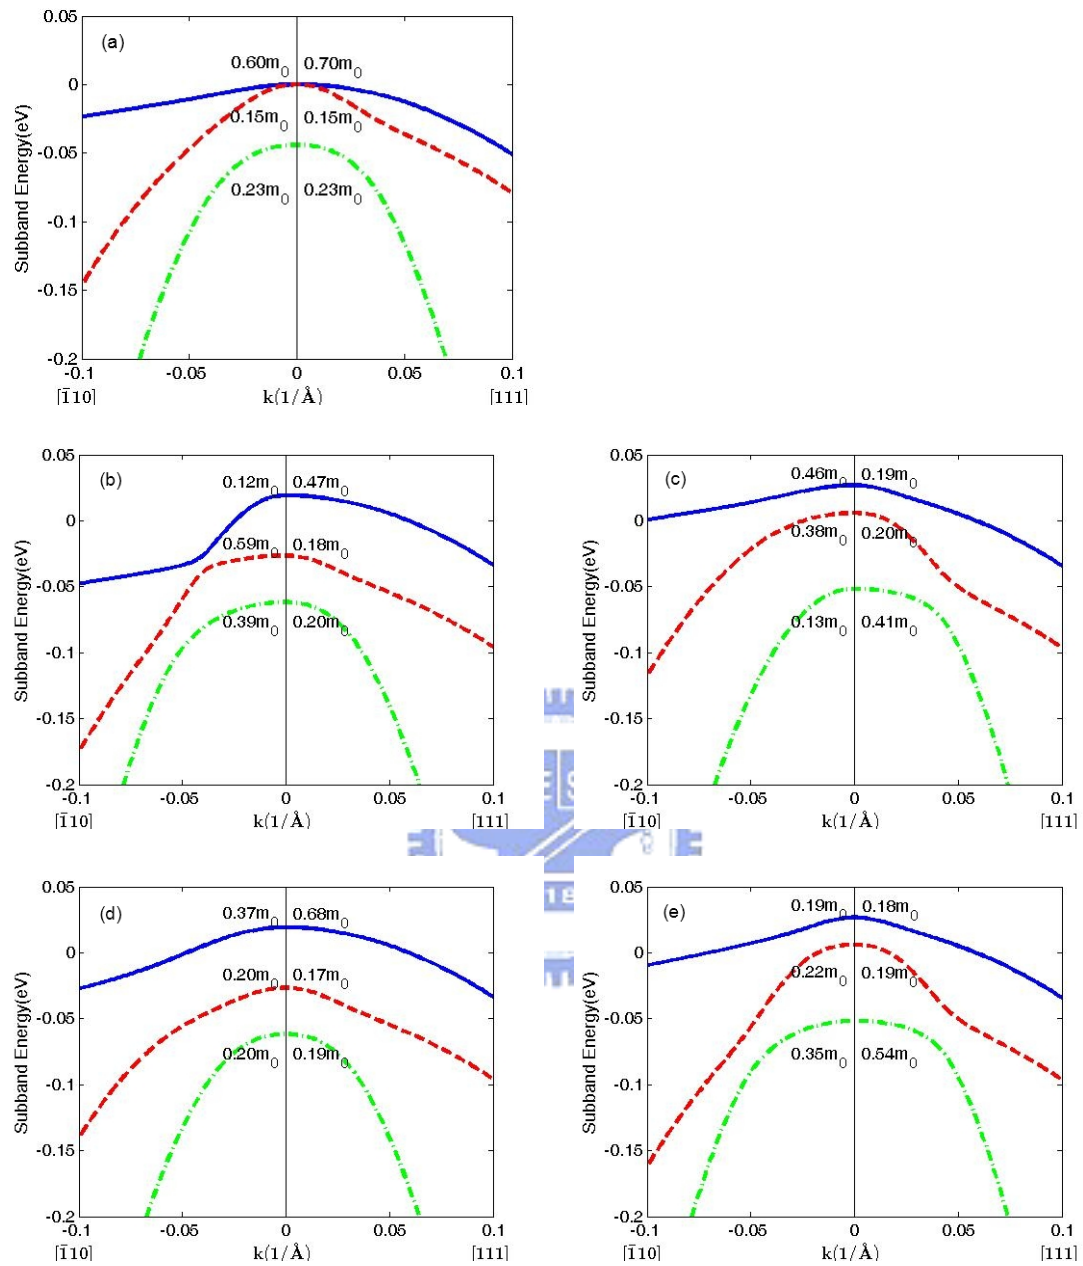 (a)
0.60m0 0.70m0
0.15m0 0.15m0
0.23m0 0.23m0
Subband Energy(eV)
0.05
0
-0.05
-0.1
-0.15
-0.2
-0.1 -0.05 0 0.05 0.1
[1̄10] k(1/Å) [111]
(b)
0.12m0 0.47m0
0.59m0 0.18m0
0.39m0 0.20m0
Subband Energy(eV)
0.05
0
-0.05
-0.1
-0.15
-0.2
-0.1 -0.05 0 0.05 0.1
[1̄10] k(1/Å) [111]
(c)
0.46m0 0.19m0
0.38m0 0.20m0
0.13m0 0.41m0
Subband Energy(eV)
0.05
0
-0.05
-0.1
-0.15
-0.2
-0.1 -0.05 0 0.05 0.1
[1̄10] k(1/Å) [111]
(d)
0.37m0 0.68m0
0.20m0 0.17m0
0.20m0 0.19m0
Subband Energy(eV)
0.05
0
-0.05
-0.1
-0.15
-0.2
-0.1 -0.05 0 0.05 0.1
[1̄10] k(1/Å) [111]
(e)
0.19m0 0.18m0
0.22m0 0.19m0
0.35m0 0.54m0
Subband Energy(eV)
0.05
0
-0.05
-0.1
-0.15
-0.2
-0.1 -0.05 0 0.05 0.1
[1̄10] k(1/Å) [111]